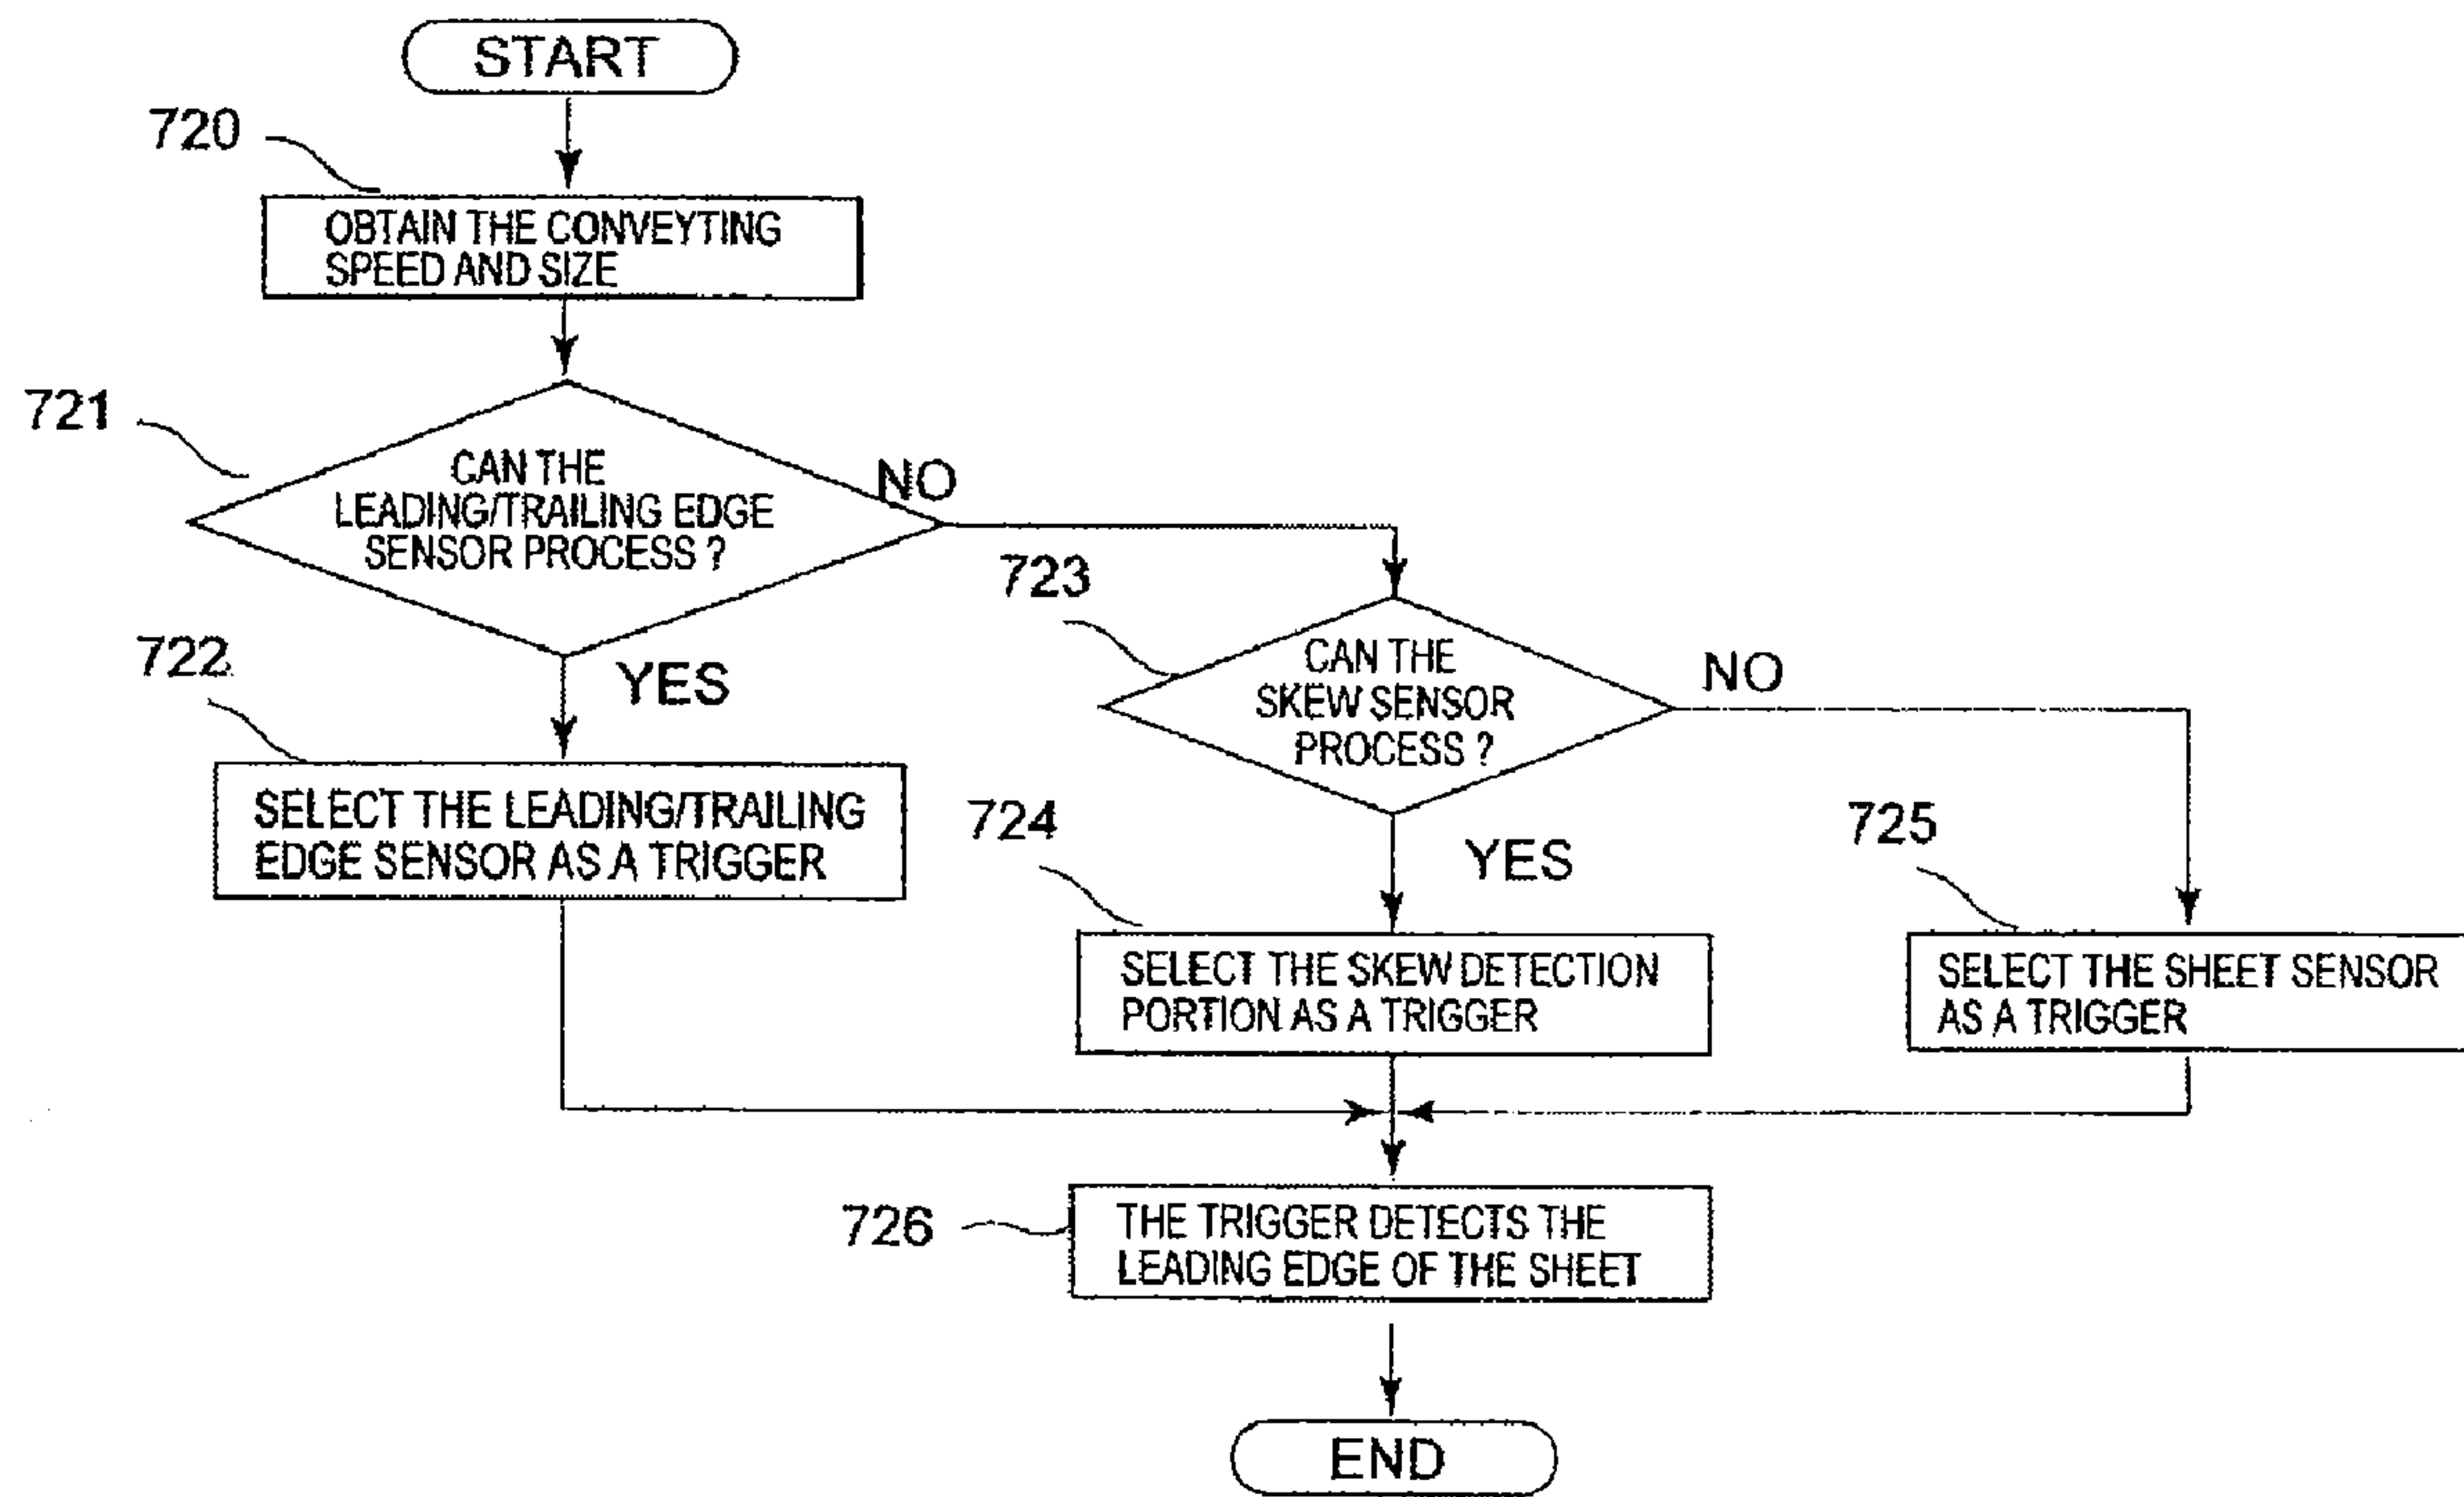 START
720
OBTAIN THE CONVEYTING
SPEED AND SIZE
721
CAN THE
LEADING/TRAILING EDGE
SENSOR PROCESS ?
NO
722
YES
SELECT THE LEADING/TRAILING
EDGE SENSOR AS A TRIGGER
723
CAN THE
SKEW SENSOR
PROCESS ?
NO
724
YES
SELECT THE SKEW DETECTION
PORTION AS A TRIGGER
725
SELECT THE SHEET SENSOR
AS A TRIGGER
726
THE TRIGGER DETECTS THE
LEADING EDGE OF THE SHEET
END